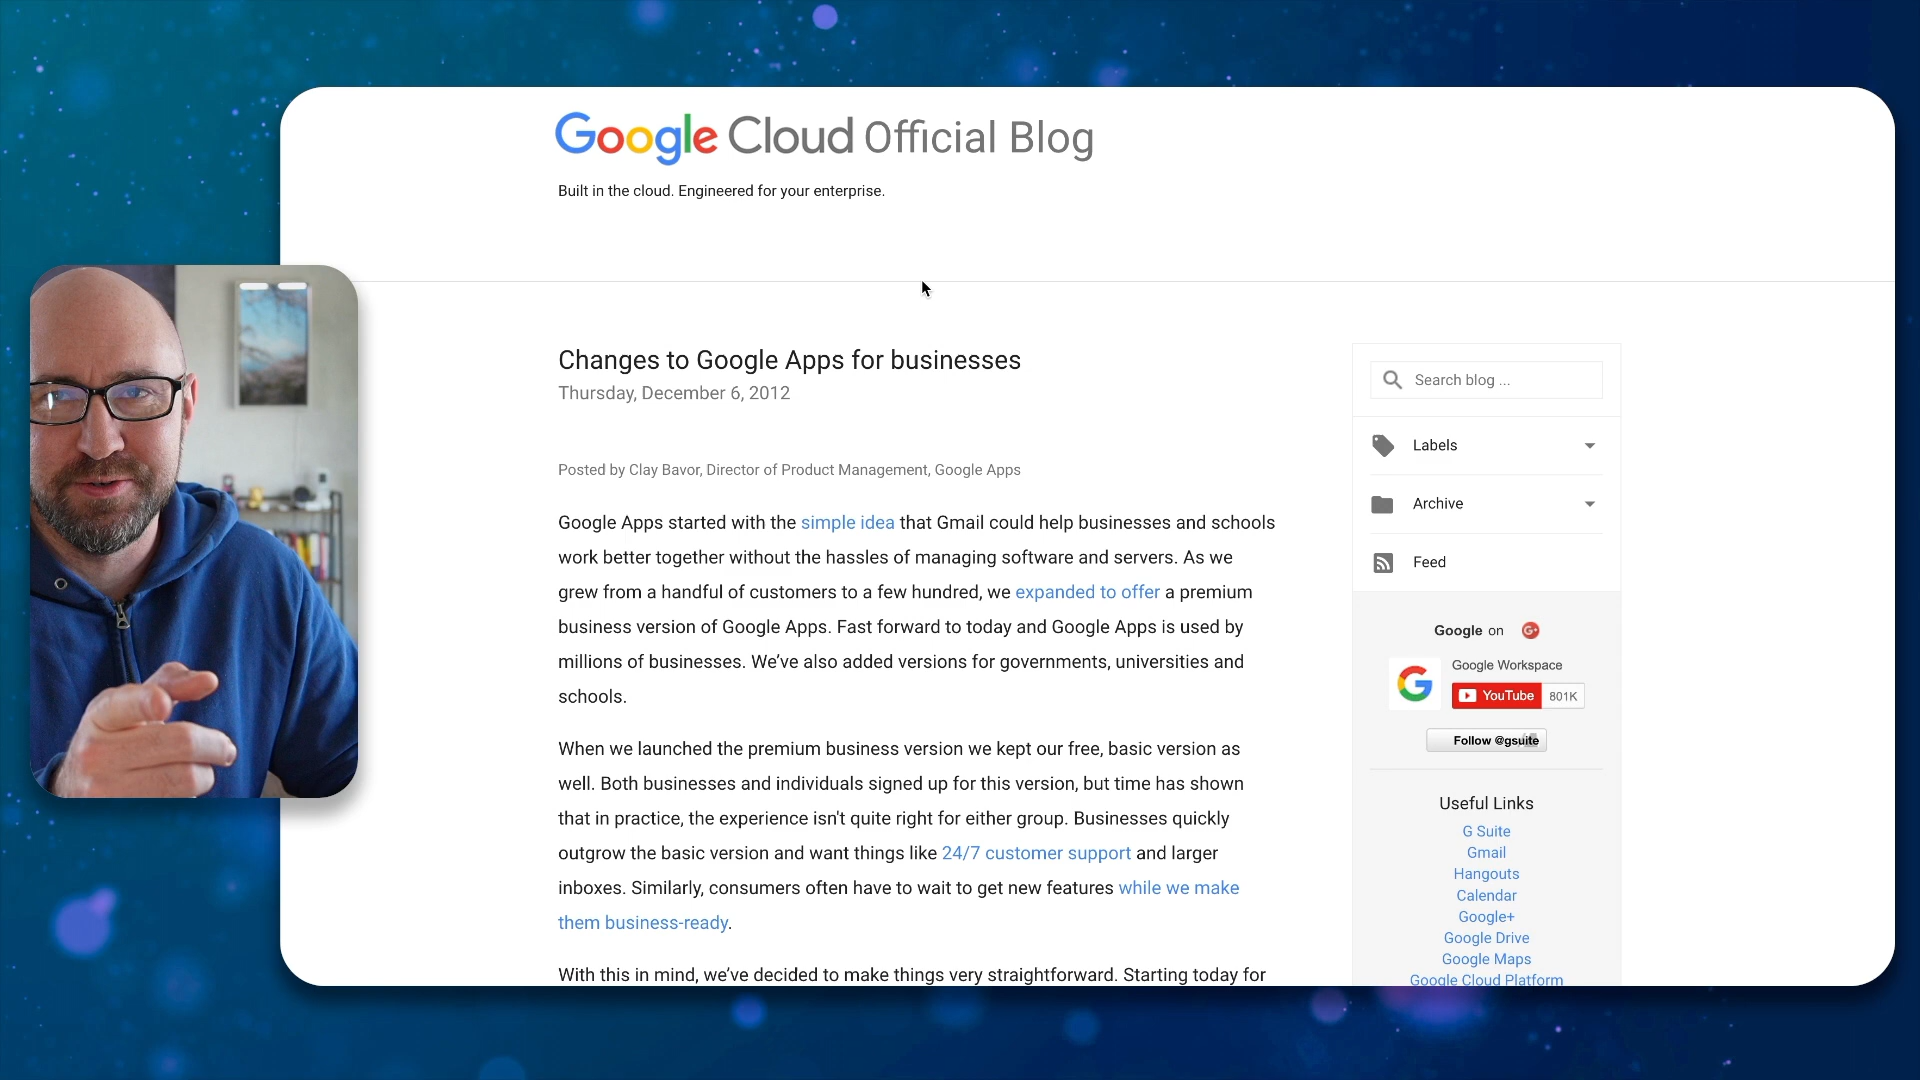 Google Cloud Official Blog
Built in the cloud. Engineered for your enterprise.
Changes to Google Apps for businesses
Thursday, December 6, 2012
Posted by Clay Bavor, Director of Product Management, Google Apps
Google Apps started with the simple idea that Gmail could help businesses and schools
work better together without the hassles of managing software and servers. As we
grew from a handful of customers to a few hundred, we expanded to offer a premium
business version of Google Apps. Fast forward to today and Google Apps is used by
millions of businesses. We’ve also added versions for governments, universities and
schools.
When we launched the premium business version we kept our free, basic version as
well. Both businesses and individuals signed up for this version, but time has shown
that in practice, the experience isn't quite right for either group. Businesses quickly
outgrow the basic version and want things like 24/7 customer support and larger
inboxes. Similarly, consumers often have to wait to get new features while we make
them business-ready.
With this in mind, we’ve decided to make things very straightforward. Starting today for
Search blog ...
Labels
Archive
Feed
Google on G+
Google Workspace
YouTube 801K
Follow @gsuite
Useful Links
G Suite
Gmail
Hangouts
Calendar
Google+
Google Drive
Google Maps
Google Cloud Platform